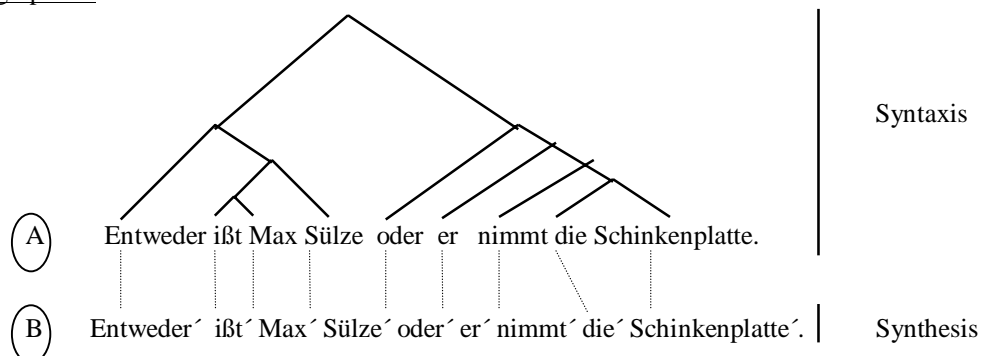 Syntaxis
A Entweder ißt Max Sülze oder er nimmt die Schinkenplatte.
B Entweder´ ißt´ Max´ Sülze´ oder´ er´ nimmt´ die´ Schinkenplatte´. Synthesis